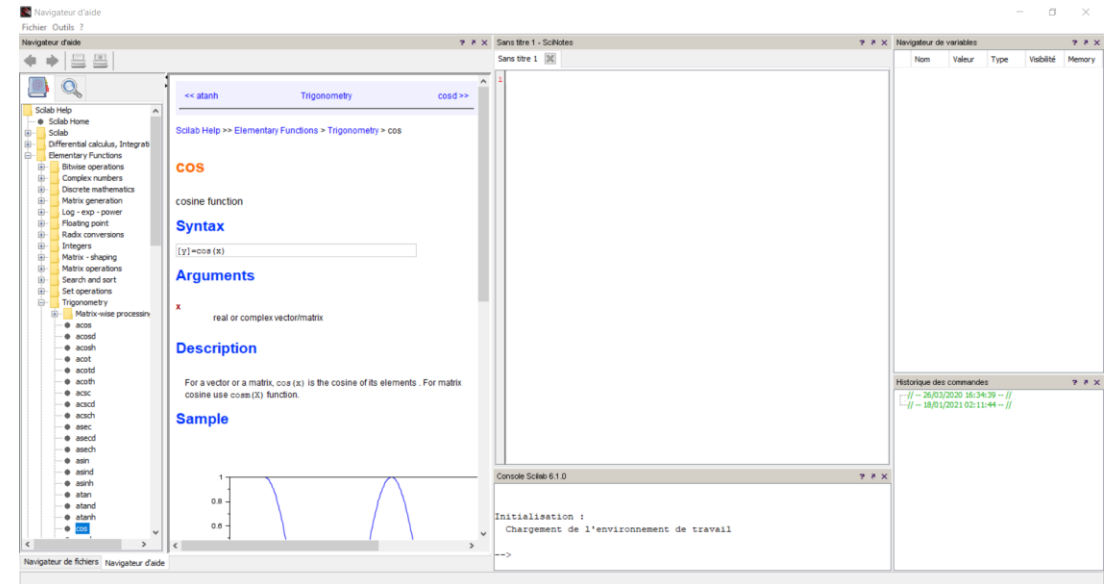 Navigateur d'aide
Fichier Outils ?
Navigateur d'aide
Scilab Help
Scilab Home
Scilab
Differential calculus, Integrati
Elementary Functions
Bitwise operations
Complex numbers
Discrete mathematics
Matrix generation
Log - exp - power
Floating point
Radix conversions
Integers
Matrix - shaping
Matrix operations
Search and sort
Set operations
Trigonometry
Matrix-wise processin
acos
acosd
acosh
acot
acotd
acoth
acsc
acscd
acsch
asec
asecd
asech
asin
asind
asinh
atan
atand
atanh
cos
Navigateur de fichiers Navigateur d'aide
<< atanh Trigonometry cosd >>
Scilab Help >> Elementary Functions > Trigonometry > cos
cos
cosine function
Syntax
[y]=cos(x)
Arguments
x
real or complex vector/matrix
Description
For a vector or a matrix, cos(x) is the cosine of its elements . For matrix
cosine use cosm(X) function.
Sample
1
0.8
0.6
Sans titre 1 - SciNotes
Sans titre 1
1
Console Scilab 6.1.0
Initialisation :
Chargement de l'environnement de travail
-->
Navigateur de variables
Nom Valeur Type Visibilité Memory
Historique des commandes
// -- 26/03/2020 16:34:39 -- //
// -- 18/01/2021 02:11:44 -- //